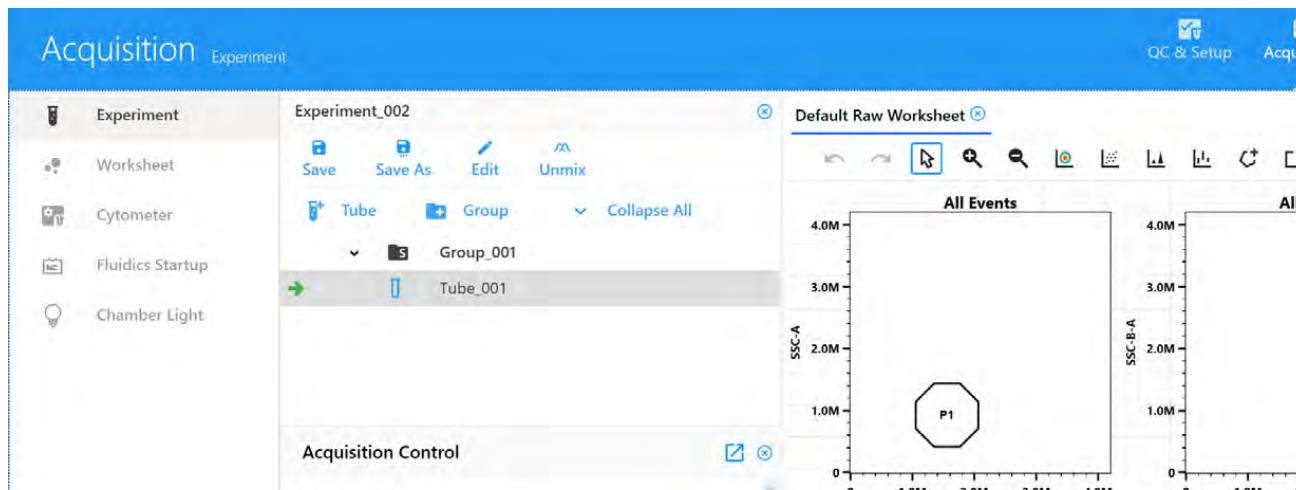 Acquisition Experiment
QC & Setup
Acqu
Experiment
Worksheet
Cytometer
Fluidics Startup
Chamber Light
Experiment_002
Save
Save As
Edit
Unmix
Tube
Group
Collapse All
S
Group_001
Tube_001
Acquisition Control
Default Raw Worksheet
All Events
4.0M
3.0M
SSC-A
2.0M
1.0M
P1
0
All
4.0M
3.0M
SSC-B-A
2.0M
1.0M
0